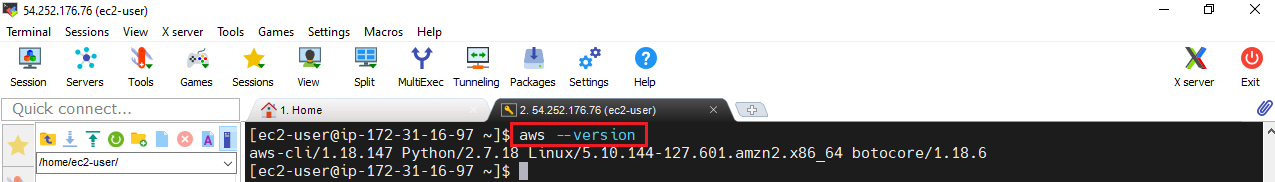 54.252.176.76 (ec2-user)
Terminal Sessions View X server Tools Games Settings Macros Help
Session Servers Tools Games Sessions View Split MultiExec Tunneling Packages Settings Help X server Exit
Quick connect... 1. Home 2. 54.252.176.76 (ec2-user)
/home/ec2-user/
[ec2-user@ip-172-31-16-97 ~]$ aws --version
aws-cli/1.18.147 Python/2.7.18 Linux/5.10.144-127.601.amzn2.x86_64 botocore/1.18.6
[ec2-user@ip-172-31-16-97 ~]$